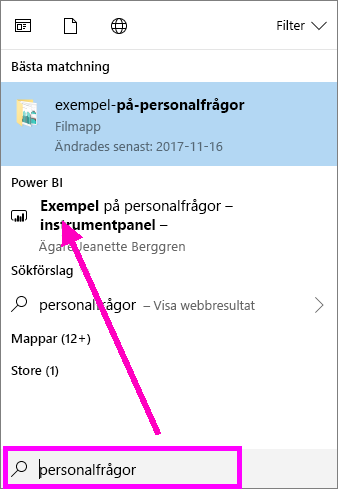 Filter
Bästa matchning
exempel-på-personalfrågor
Filmapp
Ändrades senast: 2017-11-16
Power BI
Exempel på personalfrågor –
instrumentpanel –
Ägare Jeanette Berggren
Sökförslag
personalfrågor – Visa webbresultat
Mappar (12+)
Store (1)
personalfrågor